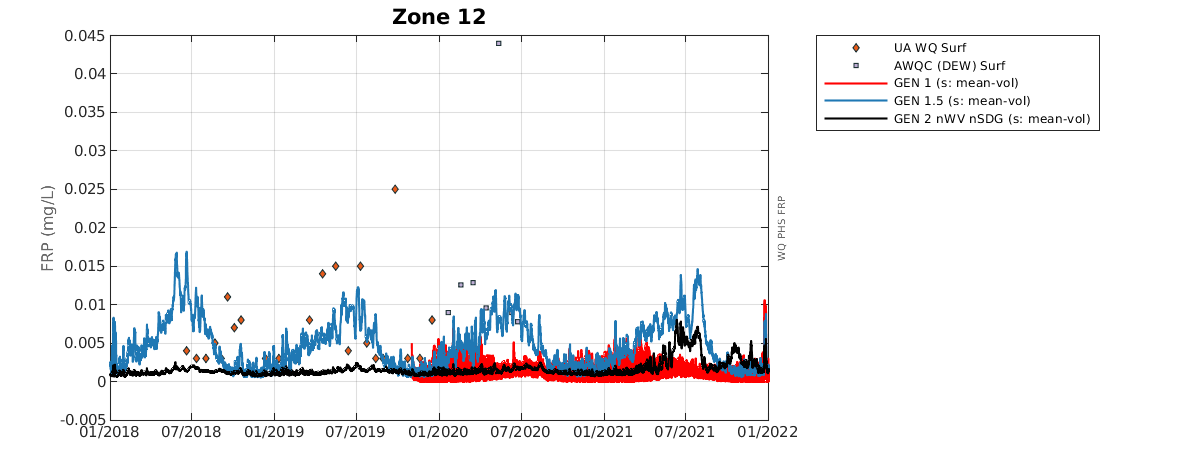 Zone 12
0.045
0.04
0.035
0.03
0.025
0.02
0.015
0.01
0.005
0
-0.005
FRP (mg/L)
01/2018 07/2018 01/2019 07/2019 01/2020 07/2020 01/2021 07/2021 01/2022
WQ PHS FRP
UA WQ Surf
AWQC (DEW) Surf
GEN 1 (s: mean-vol)
GEN 1.5 (s: mean-vol)
GEN 2 nWV nSDG (s: mean-vol)